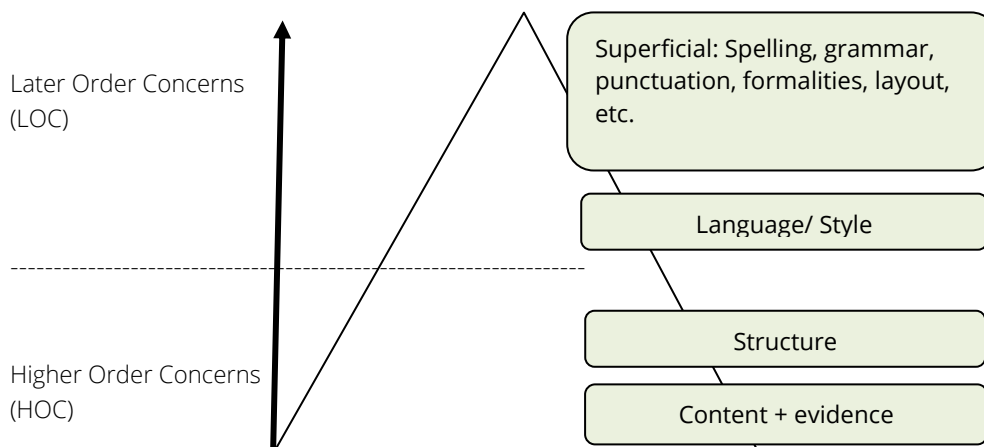 Later Order Concerns
(LOC)
Superficial: Spelling, grammar,
punctuation, formalities, layout,
etc.
Language/ Style
Structure
Higher Order Concerns
(HOC)
Content + evidence